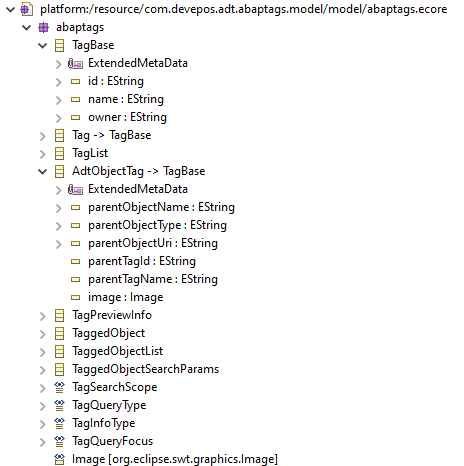 platform:/resource/com.devepos.adt.abaptags.model/model/abaptags.ecore
abaptags
TagBase
ExtendedMetaData
id : EString
name : EString
owner : EString
Tag -> TagBase
TagList
AdtObjectTag -> TagBase
ExtendedMetaData
parentObjectName : EString
parentObjectType : EString
parentObjectUri : EString
parentTagId : EString
parentTagName : EString
image : Image
TagPreviewInfo
TaggedObject
TaggedObjectList
TaggedObjectSearchParams
TagSearchScope
TagQueryType
TagInfoType
TagQueryFocus
Image [org.eclipse.swt.graphics.Image]